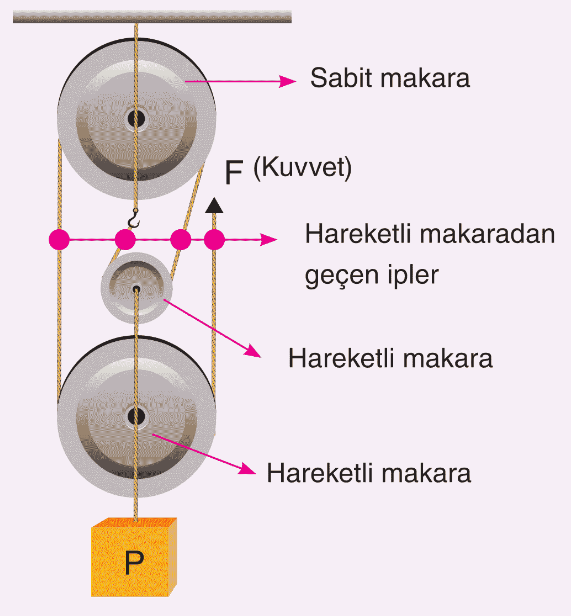 Sabit makara
F (Kuvvet)
Hareketli makaradan
geçen ipler
Hareketli makara
Hareketli makara
P